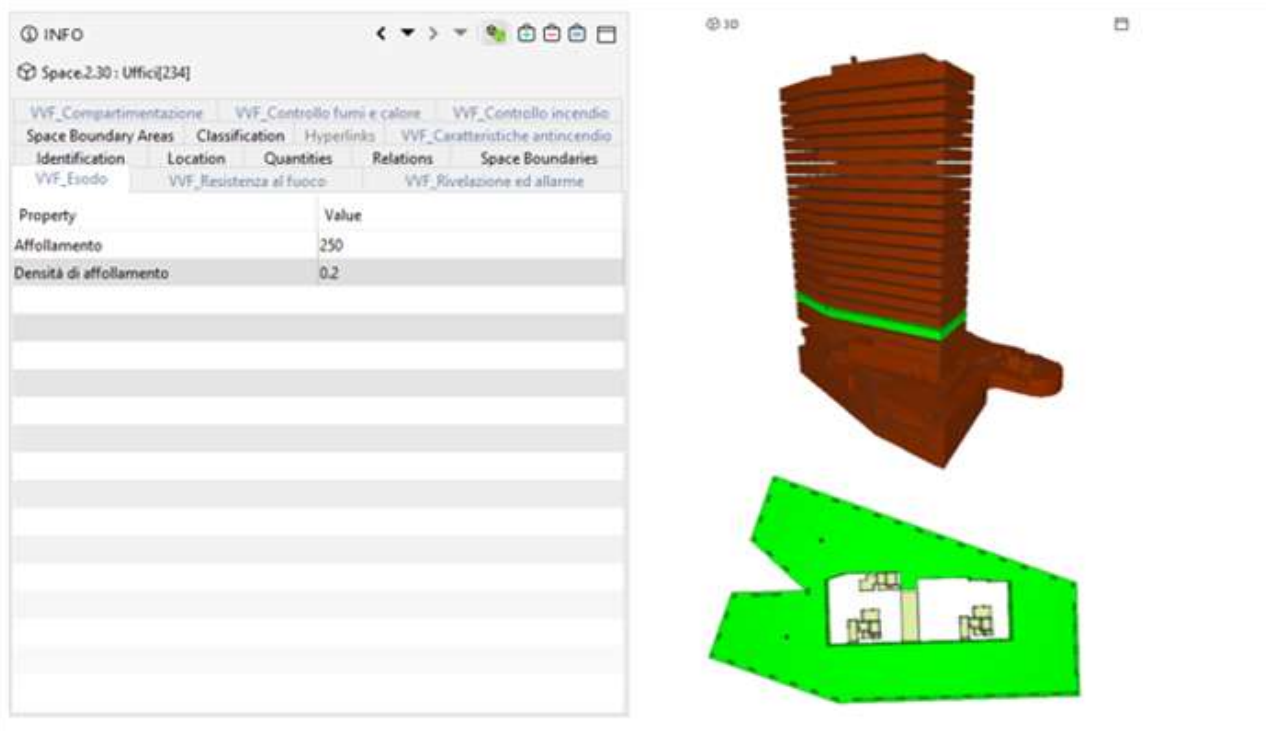 INFO
3D
Space.2.30 : Uffici[234]
VVF_Compartimentazione VVF_Controllo fumi e calore VVF_Controllo incendio
Space Boundary Areas Classification Hyperlinks VVF_Caratteristiche antincendio
Identification Location Quantities Relations Space Boundaries
VVF_Esodo VVF_Resistenza al fuoco VVF_Rivelazione ed allarme
Property Value
Affollamento 250
Densità di affollamento 0.2